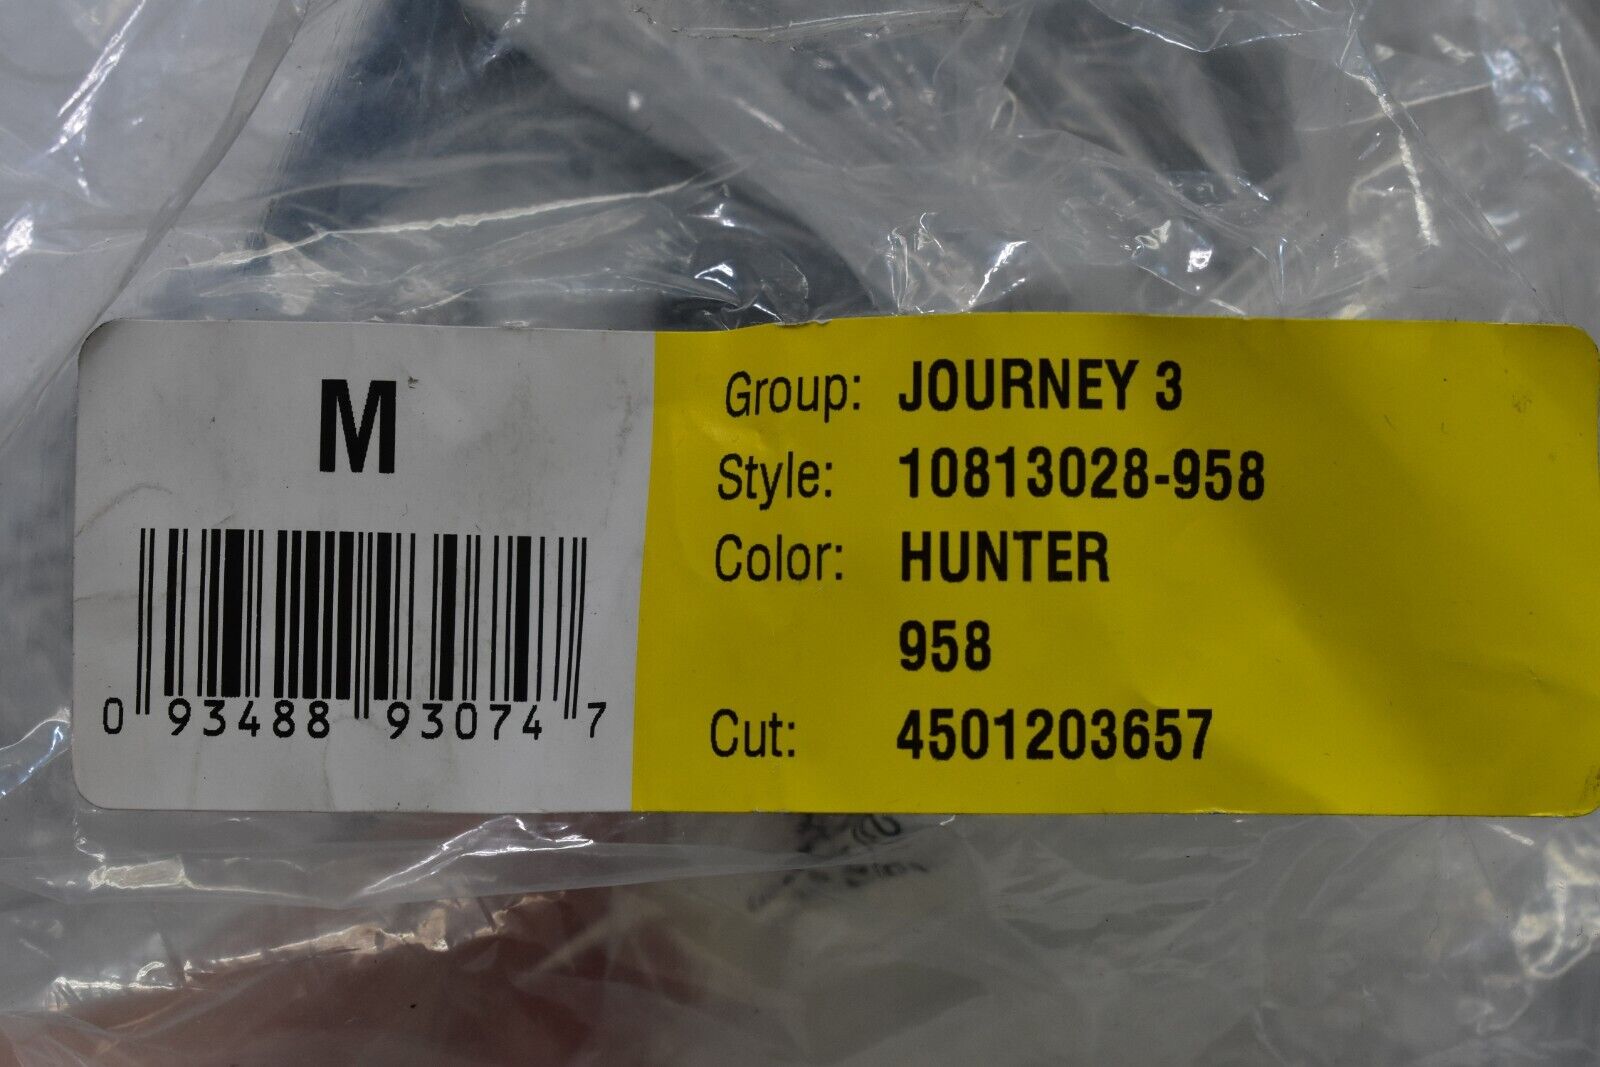 M
0 93488 93074 7
Group: JOURNEY 3
Style: 10813028-958
Color: HUNTER
958
Cut: 4501203657